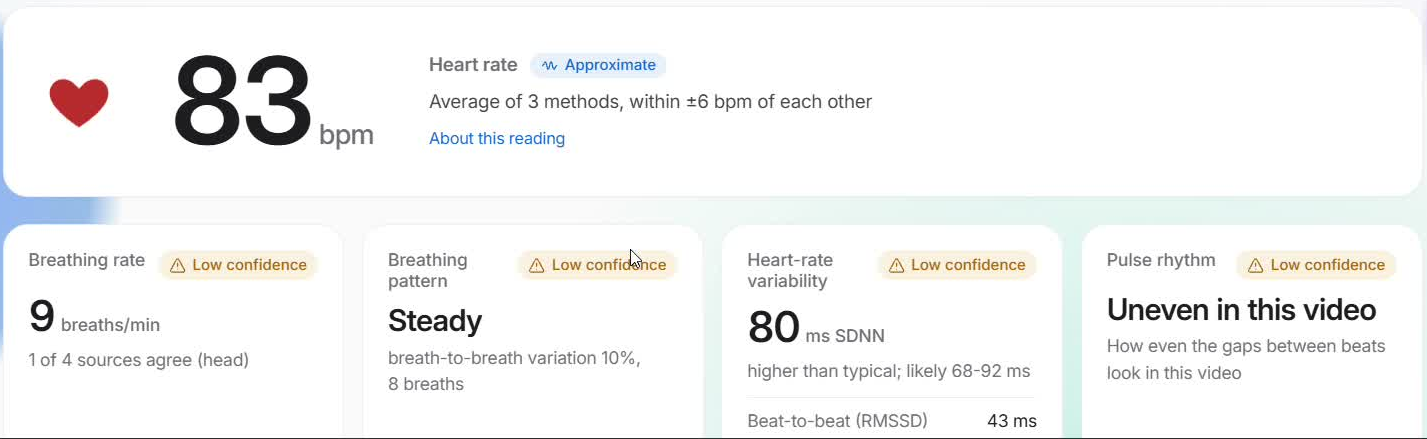 83 bpm
Heart rate Approximate
Average of 3 methods, within ±6 bpm of each other
About this reading
Breathing rate Low confidence
9 breaths/min
1 of 4 sources agree (head)
Breathing
pattern
Low confidence
Steady
breath-to-breath variation 10%,
8 breaths
Heart-rate
variability
Low confidence
80 ms SDNN
higher than typical; likely 68-92 ms
Beat-to-beat (RMSSD) 43 ms
Pulse rhythm Low confidence
Uneven in this video
How even the gaps between beats
look in this video